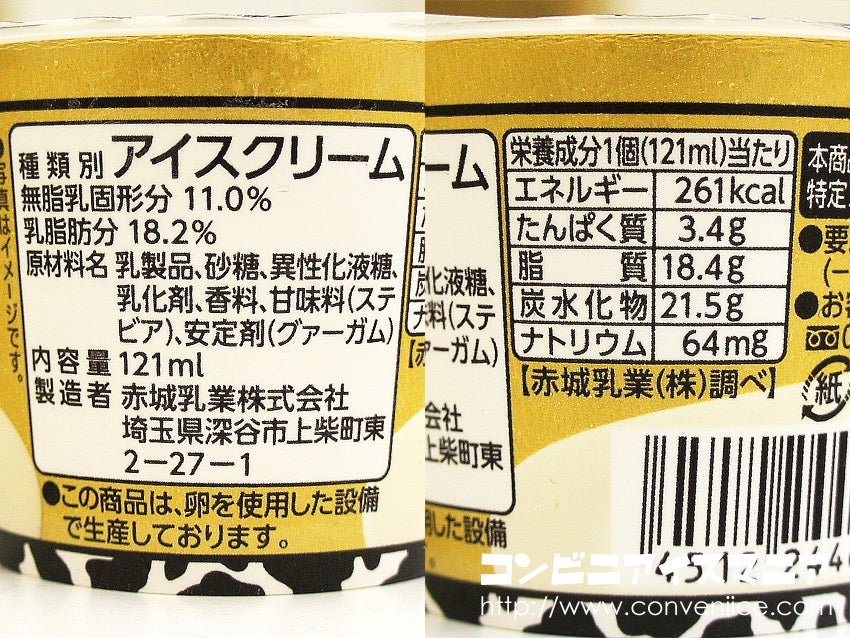 種類別 アイスクリーム
無脂乳固形分 11.0%
乳脂肪分 18.2%
原材料名 乳製品、砂糖、異性化液糖、
乳化剤、香料、甘味料(ステ
ビア)、安定剤(グァーガム)
内容量 121ml
製造者 赤城乳業株式会社
埼玉県深谷市上柴町東
2-27-1
●この商品は、卵を使用した設備
で生産しております。
写真はイメージです。
ーム
化液糖、
料(ステ
ーガム)
会社
上柴町東
用した設備
栄養成分1個(121ml)当たり
エネルギー 261kcal
たんぱく質 3.4g
脂質 18.4g
炭水化物 21.5g
ナトリウム 64mg
【赤城乳業(株)調べ】
本商品
特定
●要
(一
●お客
紙
コンビニアイスマニア
http://www.conveniice.com